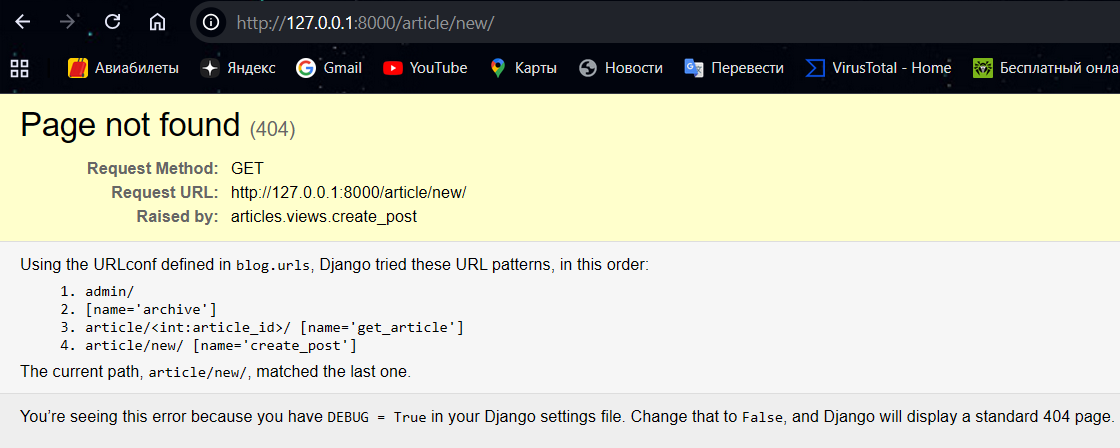 http://127.0.0.1:8000/article/new/
Авиабилеты Яндекс Gmail YouTube Карты Новости Перевести VirusTotal - Home Бесплатный онла
Page not found (404)
Request Method: GET
Request URL: http://127.0.0.1:8000/article/new/
Raised by: articles.views.create_post
Using the URLconf defined in blog.urls, Django tried these URL patterns, in this order:
1. admin/
2. [name='archive']
3. article/<int:article_id>/ [name='get_article']
4. article/new/ [name='create_post']
The current path, article/new/, matched the last one.
You’re seeing this error because you have DEBUG = True in your Django settings file. Change that to False, and Django will display a standard 404 page.